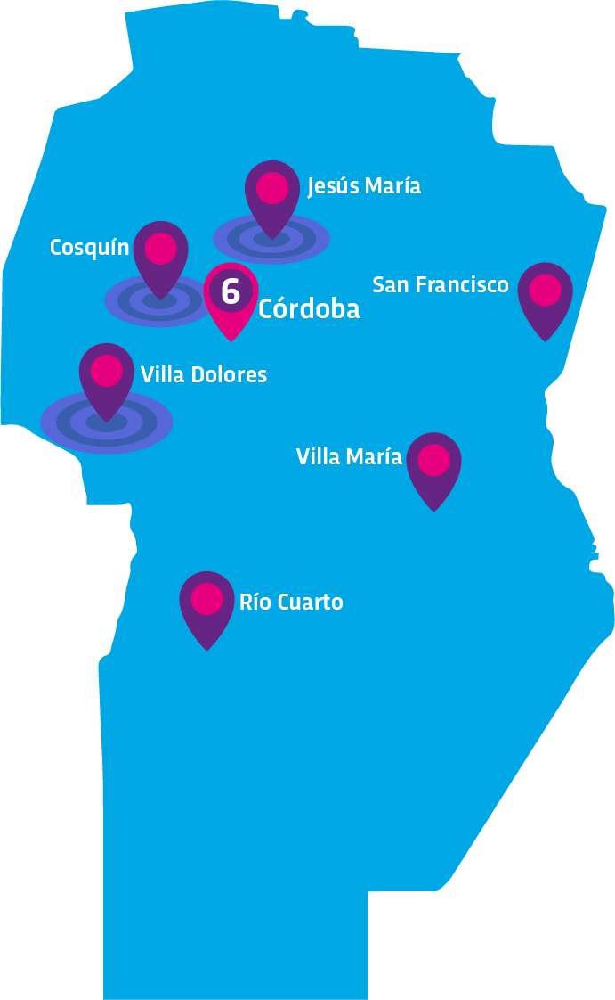 Jesús María
Cosquín
San Francisco
6
Córdoba
Villa Dolores
Villa María
Río Cuarto